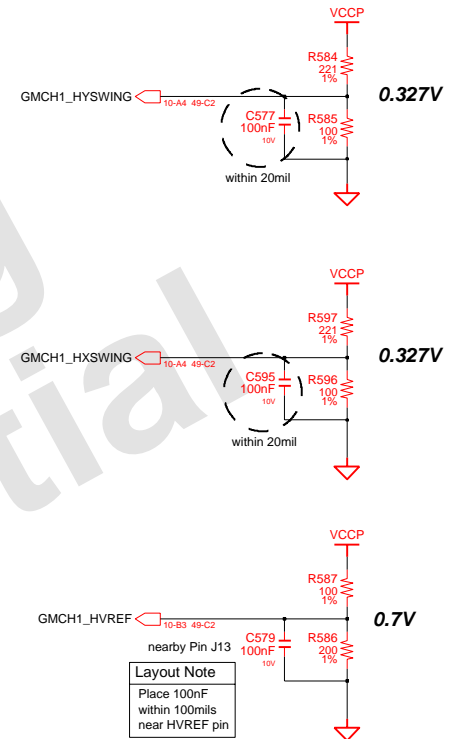 VCCP
R584
221
1%
GMCH1_HYSWING
10-A4 49-C2
0.327V
C577
100nF
10V
R585
100
1%
within 20mil
VCCP
R597
221
1%
GMCH1_HXSWING
10-A4 49-C2
0.327V
C595
100nF
10V
R596
100
1%
within 20mil
VCCP
R587
100
1%
GMCH1_HVREF
10-B3 49-C2
0.7V
nearby Pin J13
C579
100nF
10V
R586
200
1%
Layout Note
Place 100nF
within 100mils
near HVREF pin